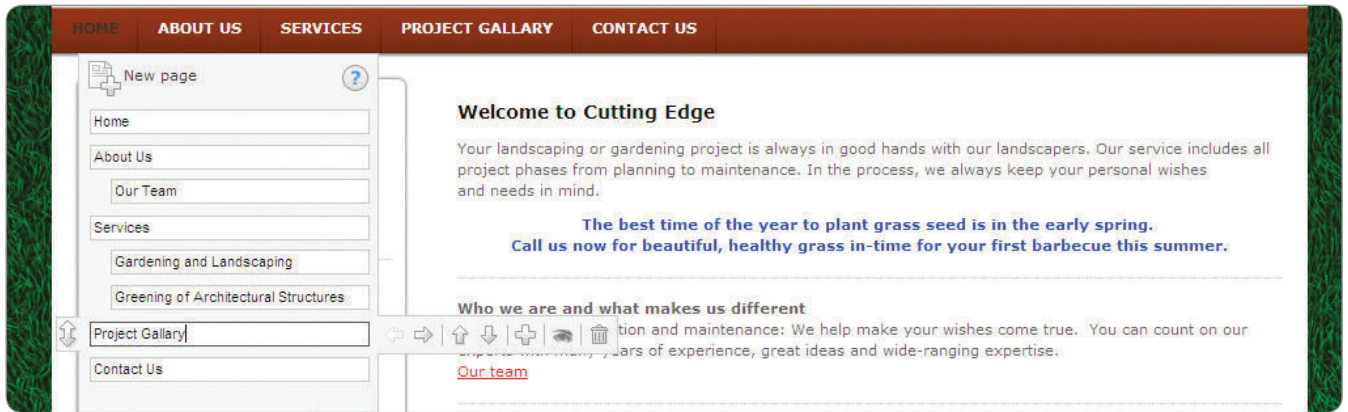 HOME ABOUT US SERVICES PROJECT GALLARY CONTACT US
New page ?
Home
About Us
Our Team
Services
Gardening and Landscaping
Greening of Architectural Structures
Project Gallary
Contact Us
Welcome to Cutting Edge
Your landscaping or gardening project is always in good hands with our landscapers. Our service includes all
project phases from planning to maintenance. In the process, we always keep your personal wishes
and needs in mind.
The best time of the year to plant grass seed is in the early spring.
Call us now for beautiful, healthy grass in-time for your first barbecue this summer.
Who we are and what makes us different
tion and maintenance: We help make your wishes come true. You can count on our
experts with many years of experience, great ideas and wide-ranging expertise.
Our team